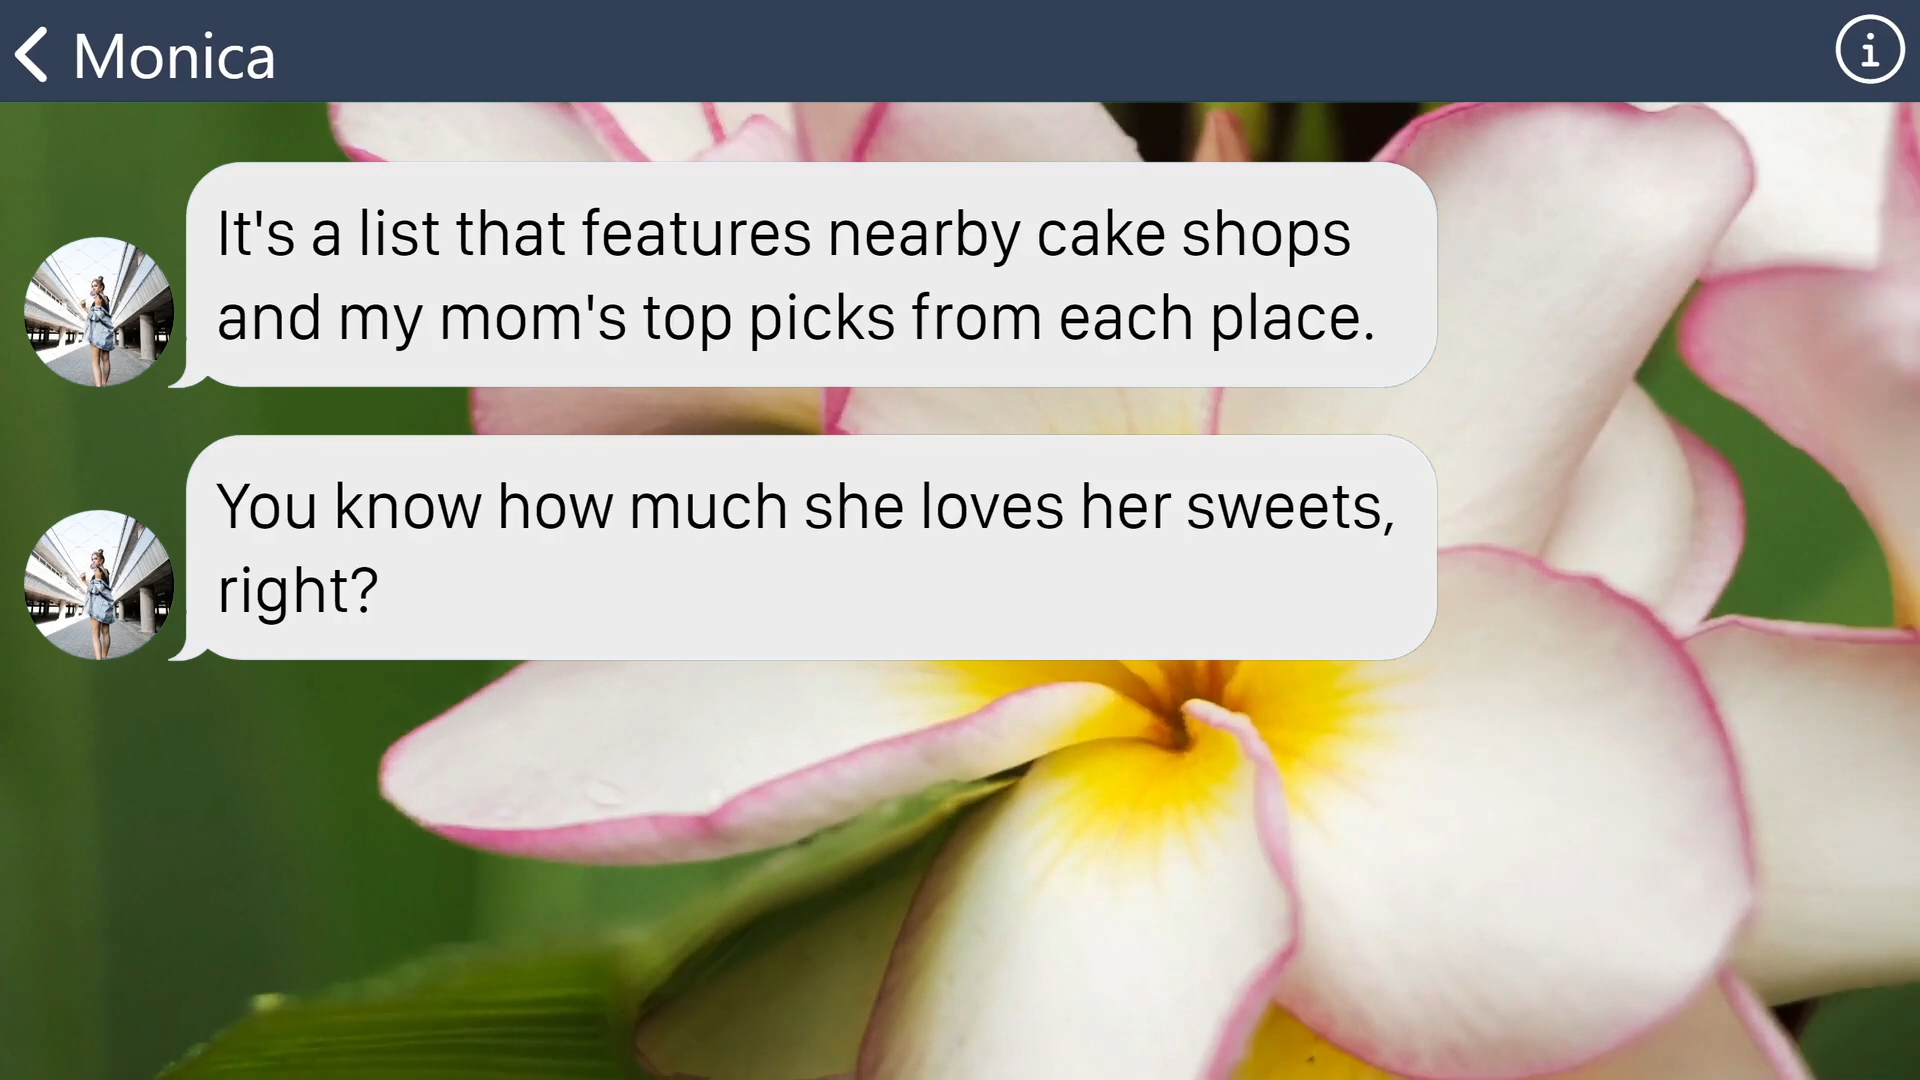 Monica
It's a list that features nearby cake shops
and my mom's top picks from each place.
You know how much she loves her sweets,
right?